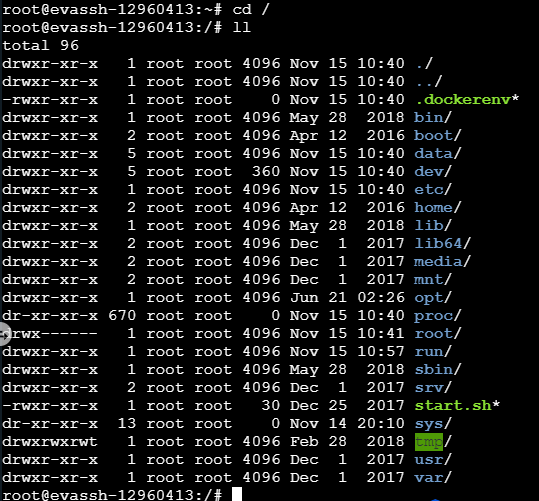 root@evassh-12960413:~# cd /
root@evassh-12960413:/# ll
total 96
drwxr-xr-x   1 root root 4096 Nov 15 10:40 ./
drwxr-xr-x   1 root root 4096 Nov 15 10:40 ../
-rwxr-xr-x   1 root root    0 Nov 15 10:40 .dockerenv*
drwxr-xr-x   1 root root 4096 May 28  2018 bin/
drwxr-xr-x   2 root root 4096 Apr 12  2016 boot/
drwxr-xr-x   5 root root 4096 Nov 15 10:40 data/
drwxr-xr-x   5 root root  360 Nov 15 10:40 dev/
drwxr-xr-x   1 root root 4096 Nov 15 10:40 etc/
drwxr-xr-x   2 root root 4096 Apr 12  2016 home/
drwxr-xr-x   1 root root 4096 May 28  2018 lib/
drwxr-xr-x   2 root root 4096 Dec  1  2017 lib64/
drwxr-xr-x   2 root root 4096 Dec  1  2017 media/
drwxr-xr-x   2 root root 4096 Dec  1  2017 mnt/
drwxr-xr-x   1 root root 4096 Jun 21 02:26 opt/
dr-xr-xr-x 670 root root    0 Nov 15 10:40 proc/
drwx------   1 root root 4096 Nov 15 10:41 root/
drwxr-xr-x   1 root root 4096 Nov 15 10:57 run/
drwxr-xr-x   1 root root 4096 May 28  2018 sbin/
drwxr-xr-x   2 root root 4096 Dec  1  2017 srv/
-rwxr-xr-x   1 root root   30 Dec 25  2017 start.sh*
dr-xr-xr-x  13 root root    0 Nov 14 20:10 sys/
drwxrwxrwt   1 root root 4096 Feb 28  2018 tmp/
drwxr-xr-x   1 root root 4096 Dec  1  2017 usr/
drwxr-xr-x   1 root root 4096 Dec  1  2017 var/
root@evassh-12960413:/#